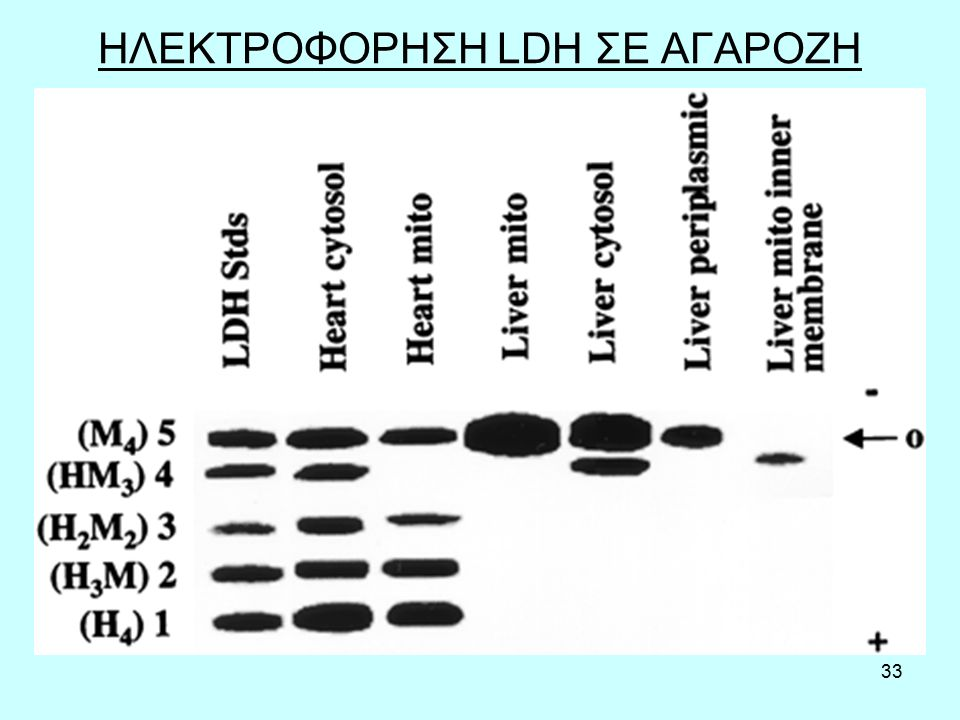 ΗΛΕΚΤΡΟΦΟΡΗΣΗ LDH ΣΕ ΑΓΑΡΟΖΗ
LDH Stds
Heart cytosol
Heart mito
Liver mito
Liver cytosol
Liver periplasmic
Liver mito inner
membrane
-
(M₄) 5
o
(HM₃) 4
(H₂M₂) 3
(H₃M) 2
(H₄) 1
+
33